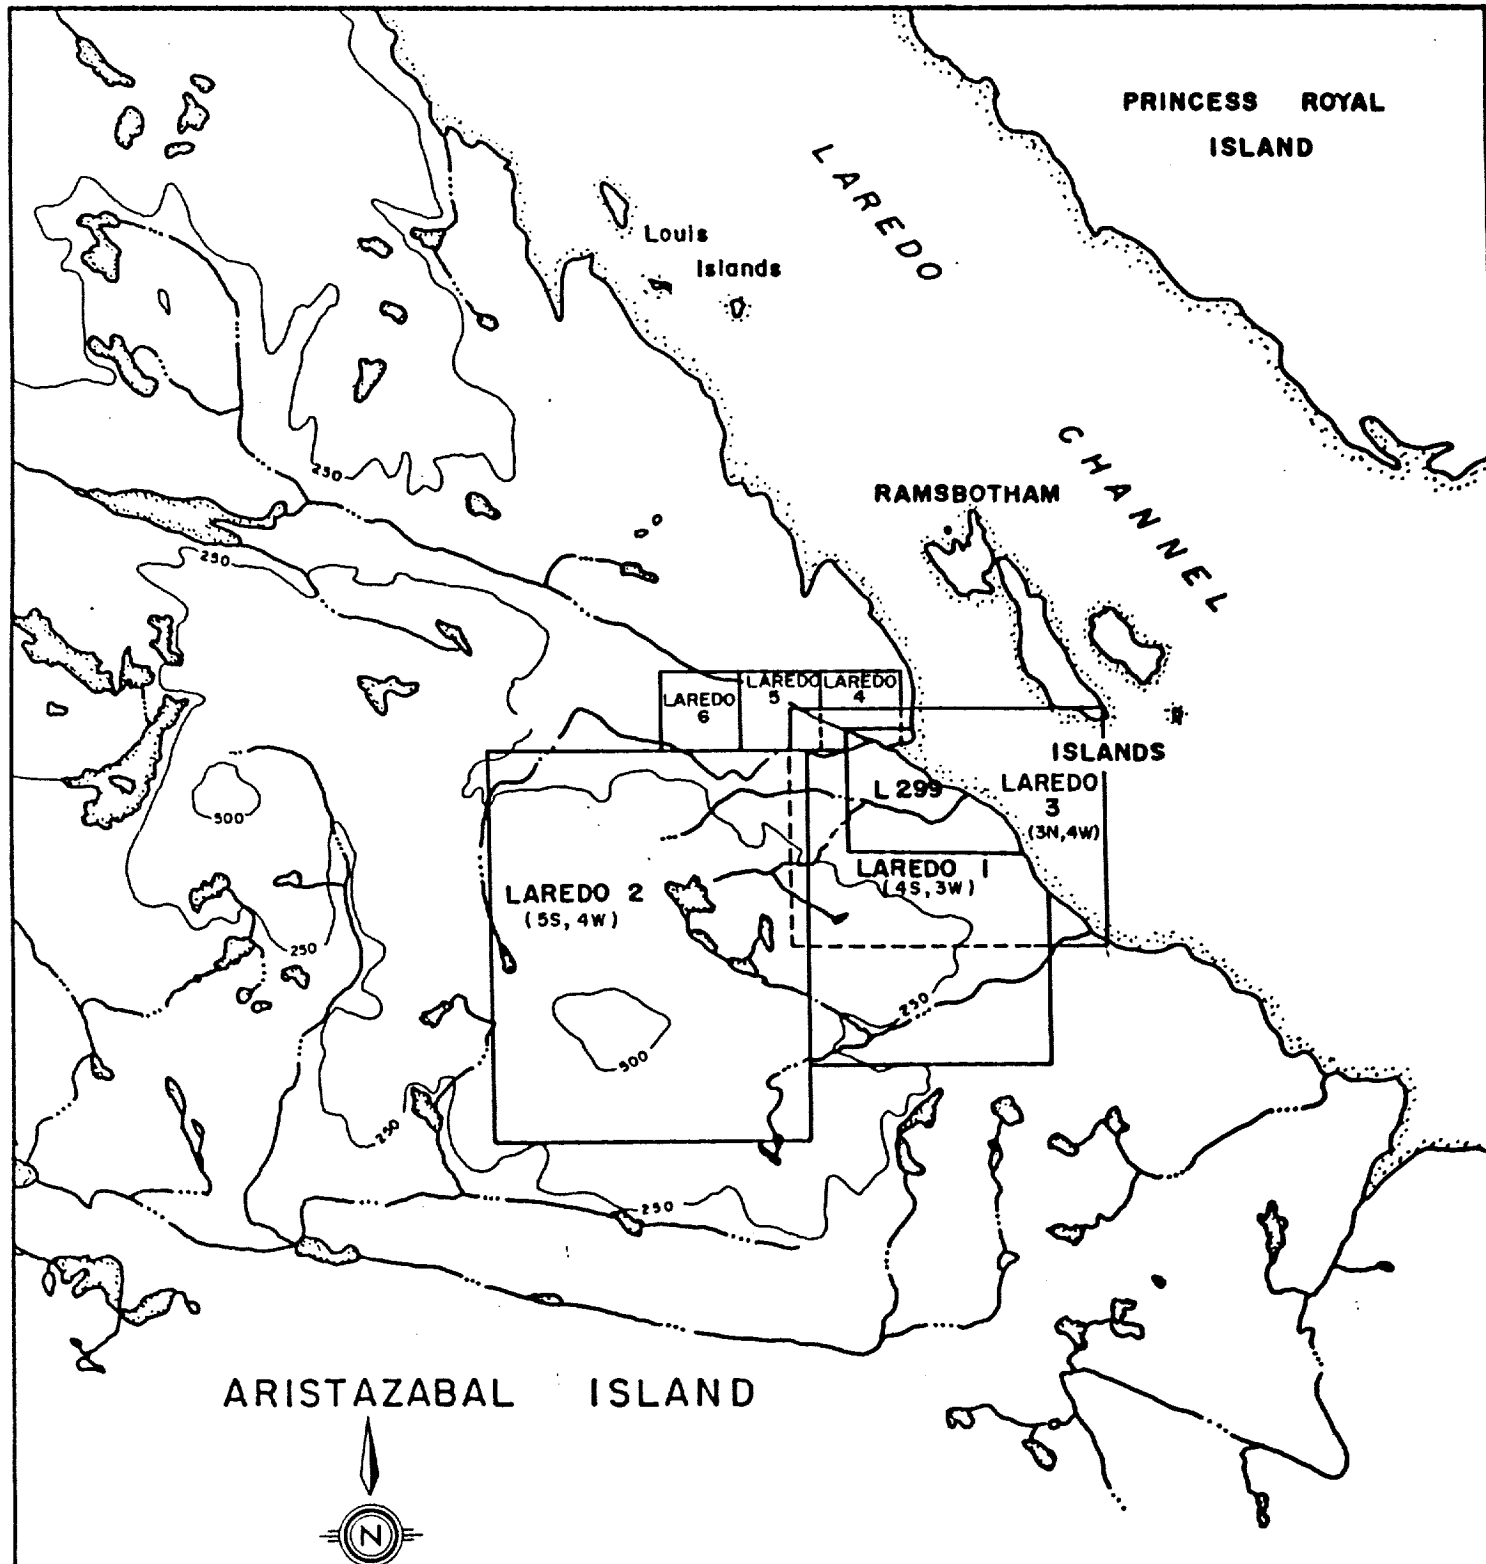 PRINCESS ROYAL
ISLAND
LAREDO
Louis
Islands
CHANNEL
250
RAMSBOTHAM
250
LAREDO
6
LAREDO
5
LAREDO
4
ISLANDS
500
L 299
LAREDO
3
(3N,4W)
LAREDO 1
(4S,3W)
LAREDO 2
(5S,4W)
250
250
500
250
250
ARISTAZABAL ISLAND
N